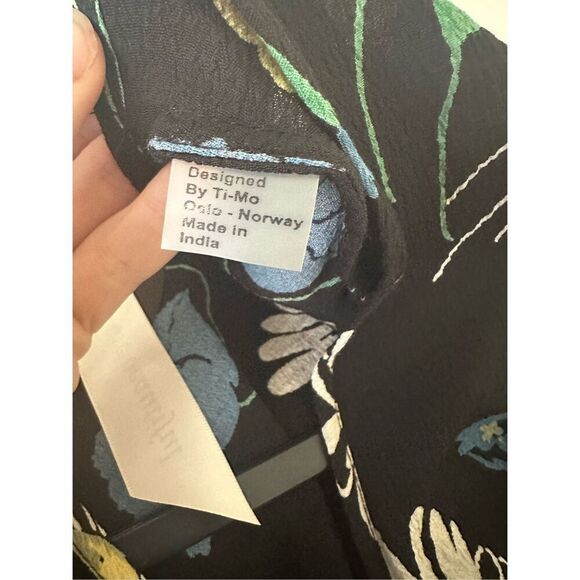 Designed
By Ti-Mo
Oslo - Norway
Made in
India